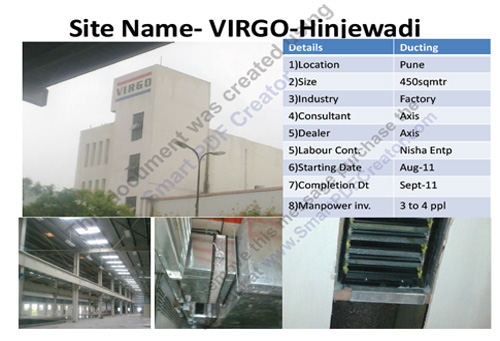 Site Name- VIRGO-Hinjewadi
VIRGO
Details Ducting
1)Location Pune
2)Size 450sqmtr
3)Industry Factory
4)Consultant Axis
5)Dealer Axis
5)Labour Cont. Nisha Entp
6)Starting Date Aug-11
7)Completion Dt Sept-11
8)Manpower inv. 3 to 4 ppl
document was created using
Smart PDF Creator
this message purchase the
at www.SmartPDFCreator.com